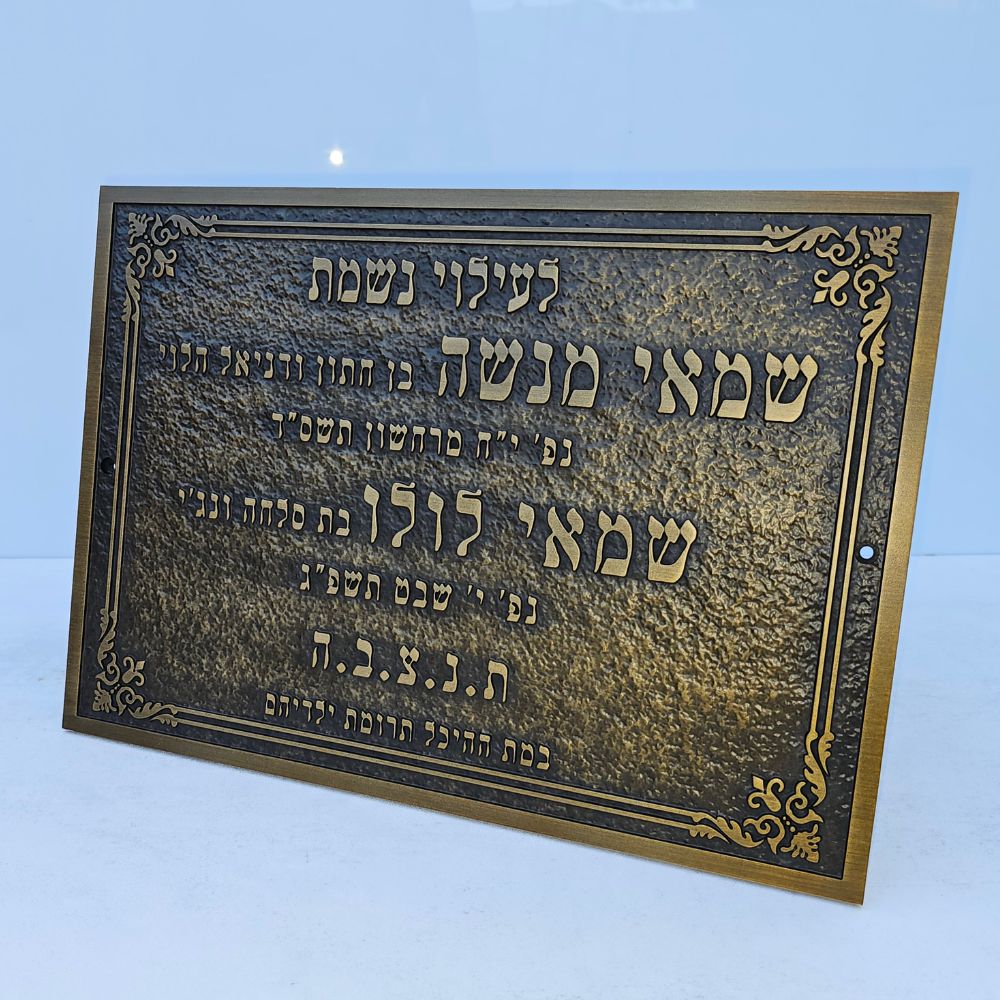 לעילוי נשמת
שמאי מנשה בן חתון ודניאל הלוי
נפ' י"ח מרחשון תשס"ד
שמאי לולו בת סלחה ונג'י
נפ' י' שבט תשפ"ג
ת.נ.צ.ב.ה
במת ההיכל תרומת ילדיהם